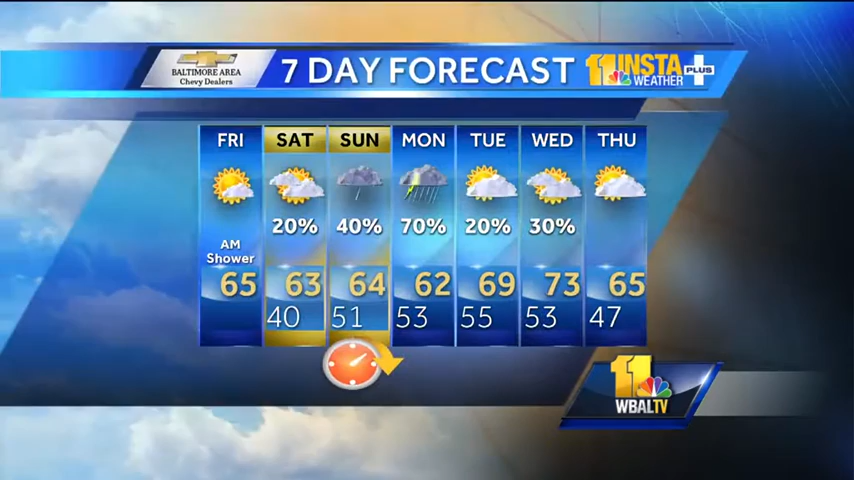 BALTIMORE AREA
Chevy Dealers
7 DAY FORECAST
11 INSTA
WEATHER PLUS
FRI SAT SUN MON TUE WED THU
20% 40% 70% 20% 30%
AM
Shower
65 63 64 62 69 73 65
40 51 53 55 53 47
11
WBALTV